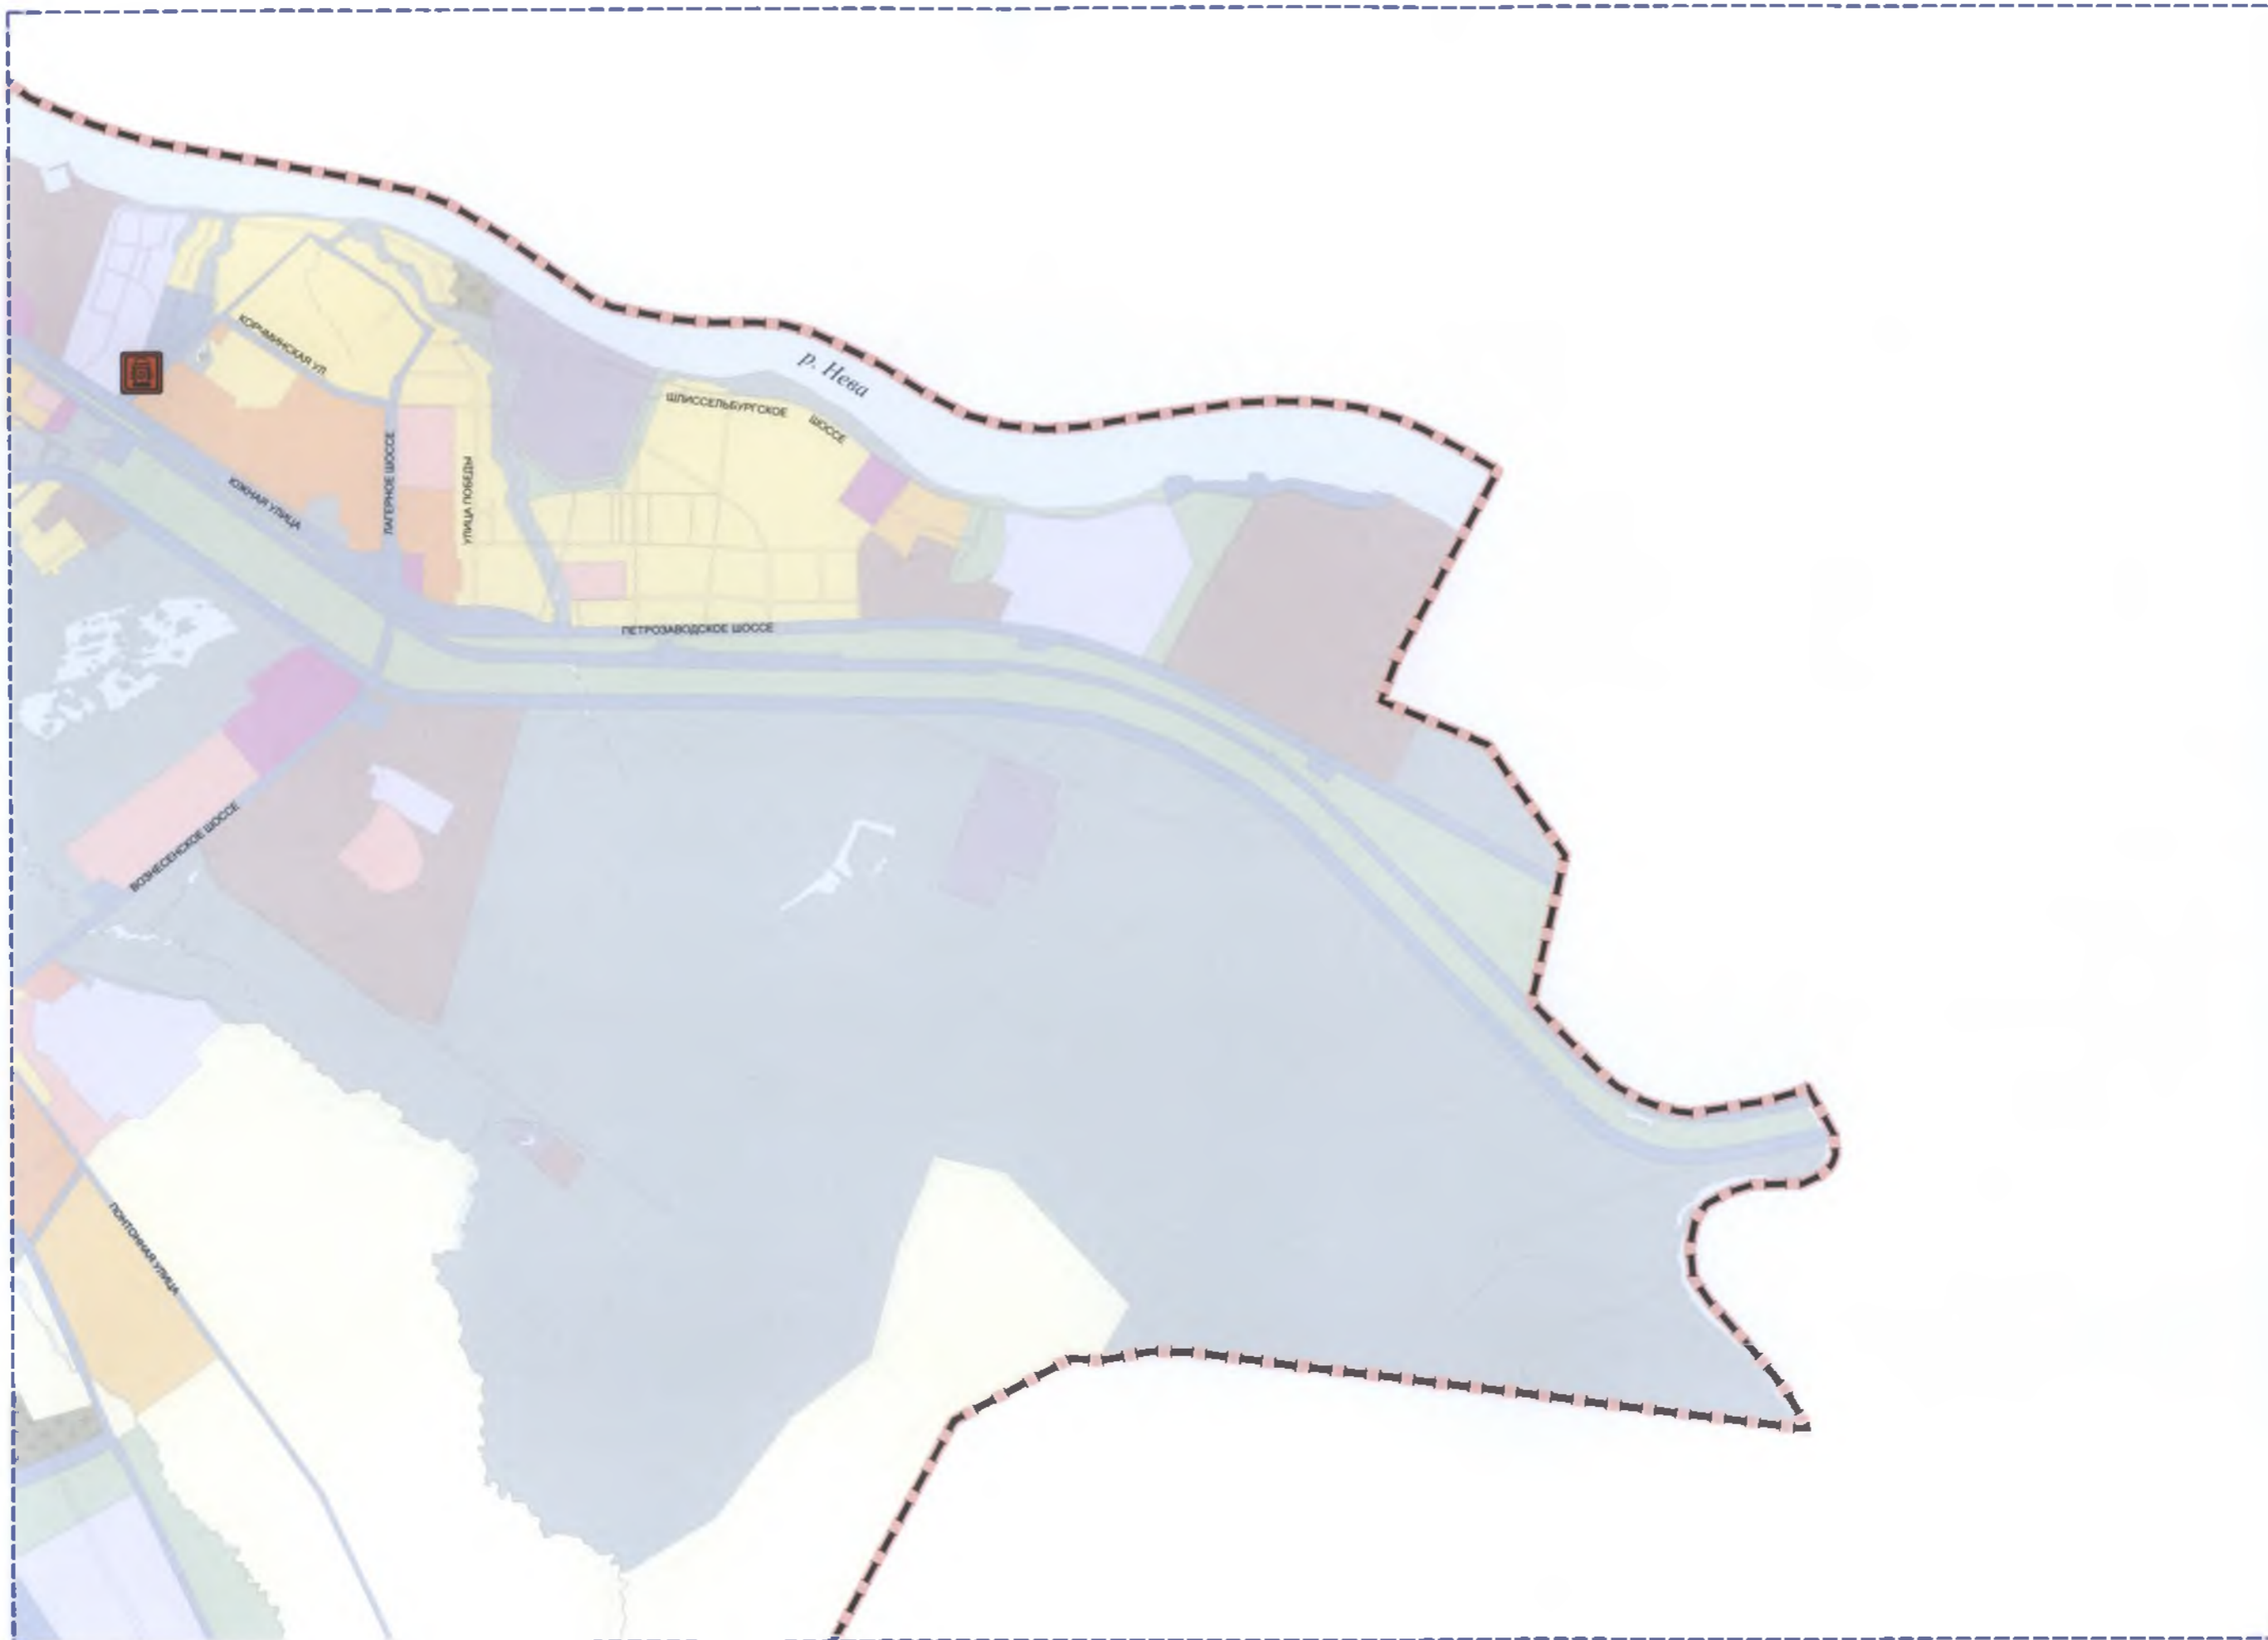 р. Нева
КОРЧМИНСКАЯ УЛ
ШЛИССЕЛЬБУРГСКОЕ ШОССЕ
ЛАГЕРНОЕ ШОССЕ
УЛИЦА ПОБЕДЫ
ЮЖНАЯ УЛИЦА
ПЕТРОЗАВОДСКОЕ ШОССЕ
ВОЗНЕСЕНСКОЕ ШОССЕ
ПОНТОННАЯ УЛИЦА